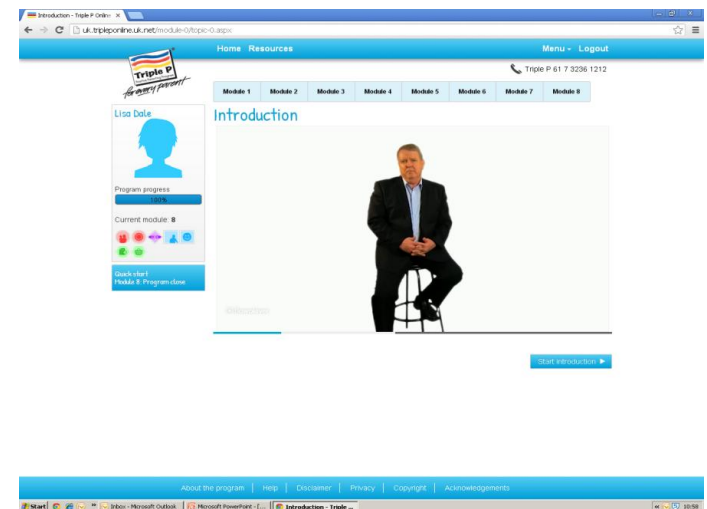 Introduction - Triple P Online
uk.tripleponline.uk.net/module-0/topic-0.aspx
Home Resources Menu Logout
Triple P
for every parent
Triple P 61 7 3236 1212
Module 1 Module 2 Module 3 Module 4 Module 5 Module 6 Module 7 Module 8
Lisa Dale
Introduction
Program progress
100%
Current module: 8
Quick start
Module 8: Program close
Start introduction
About the program | Help | Disclaimer | Privacy | Copyright | Acknowledgements
Start Inbox - Microsoft Outlook Microsoft PowerPoint - [... Introduction - Triple ... 10:58